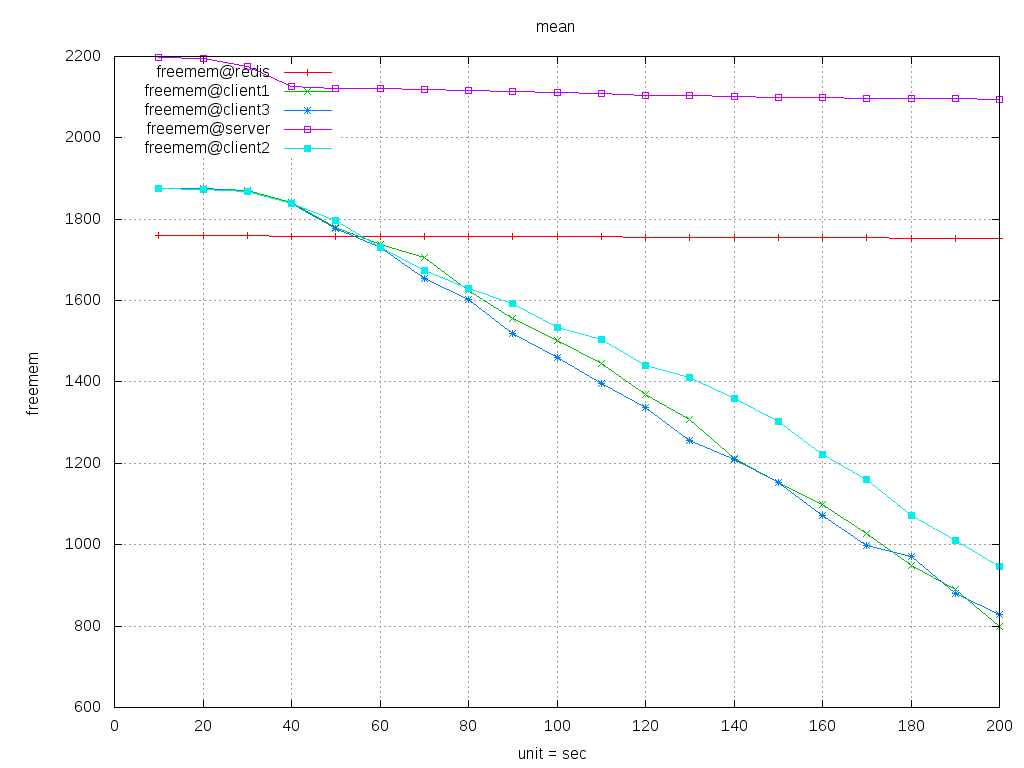 mean
2200
2000
1800
1600
1400
1200
1000
800
600
freemem
freemem@redis
freemem@client1
freemem@client3
freemem@server
freemem@client2
0 20 40 60 80 100 120 140 160 180 200
unit = sec